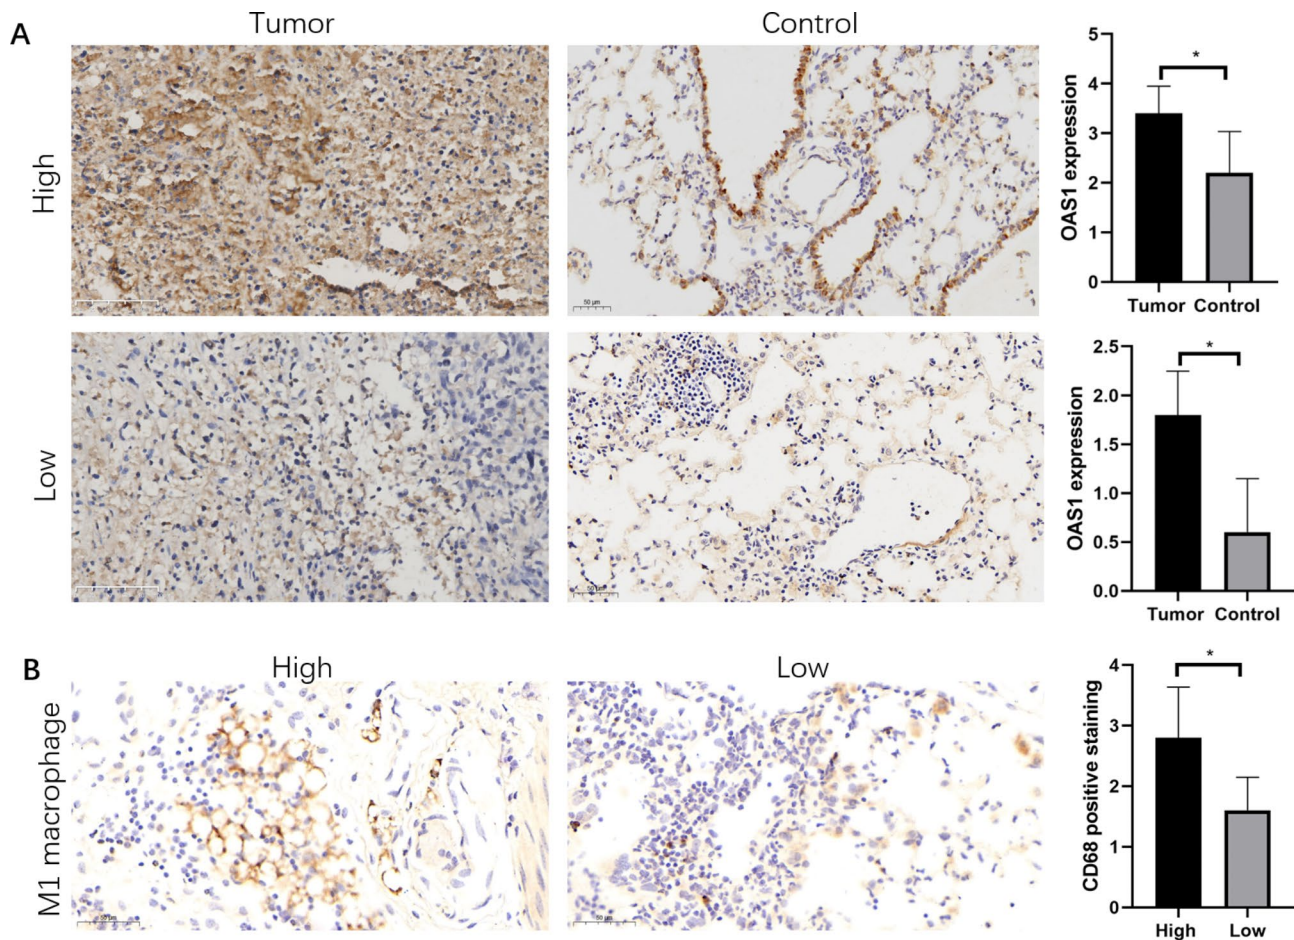 A
Tumor
Control
High
50 µm
Low
50 µm
OAS1 expression
5
4
3
2
1
0
*
Tumor Control
OAS1 expression
2.5
2.0
1.5
1.0
0.5
0.0
*
Tumor Control
B
High
Low
M1 macrophage
50 µm
50 µm
CD68 positive staining
4
3
2
1
0
*
High Low